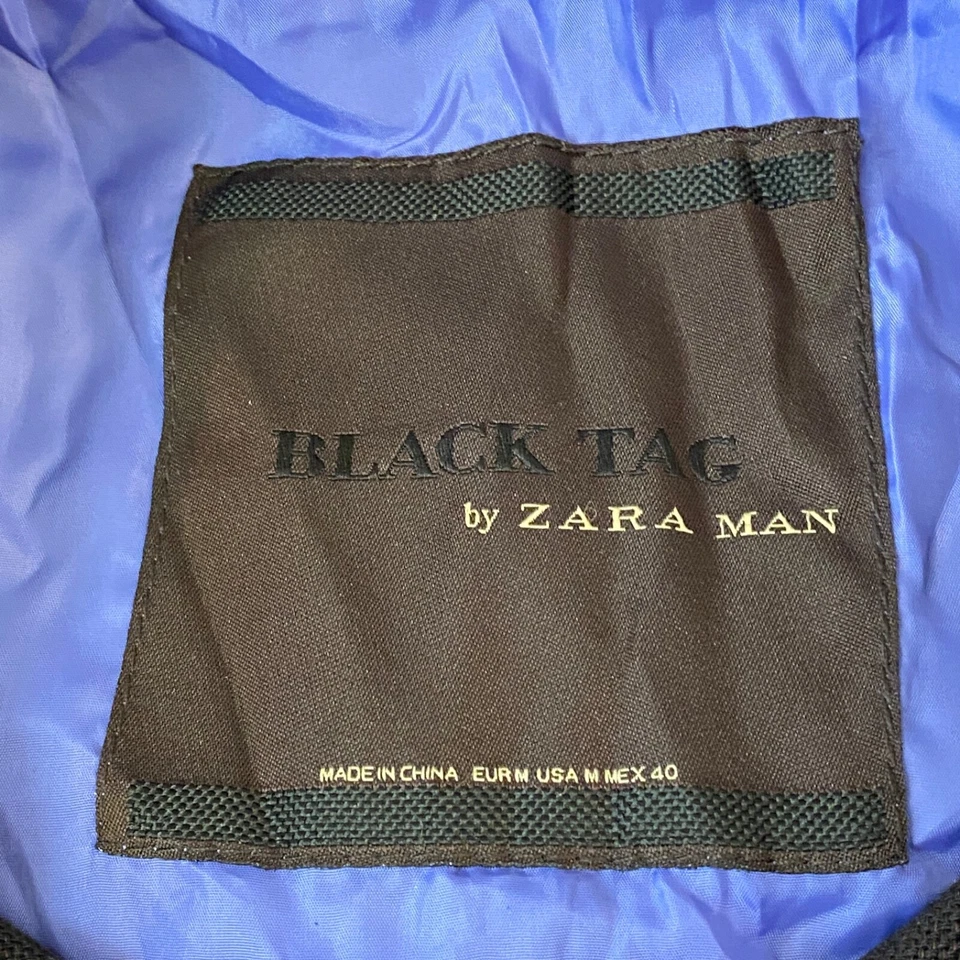 BLACK TAG
by ZARA MAN
MADE IN CHINA EUR M USA M MEX 40